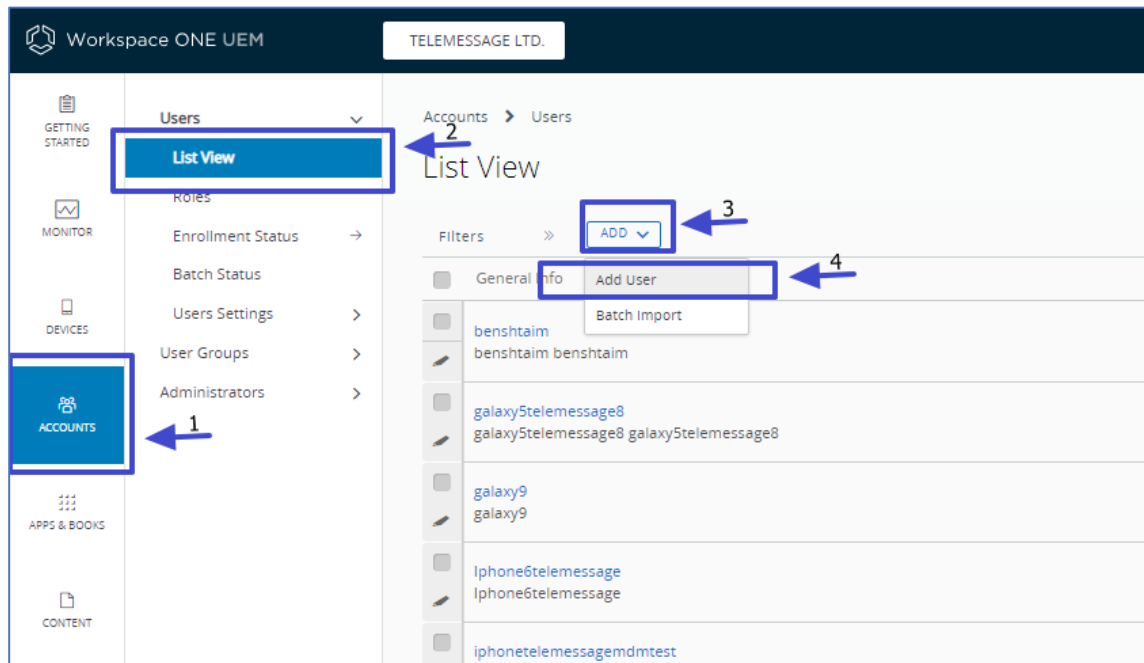 Workspace ONE UEM
TELEMESSAGE LTD.
GETTING
STARTED
MONITOR
DEVICES
ACCOUNTS
1
APPS & BOOKS
CONTENT
Users
List View
2
Roles
Enrollment Status
Batch Status
Users Settings
User Groups
Administrators
Accounts > Users
List View
Filters
ADD
3
General Info
Add User
4
Batch Import
benshtaim
benshtaim benshtaim
galaxy5telemessage8
galaxy5telemessage8 galaxy5telemessage8
galaxy9
galaxy9
Iphone6telemessage
Iphone6telemessage
iphonetelemessagemdmtest